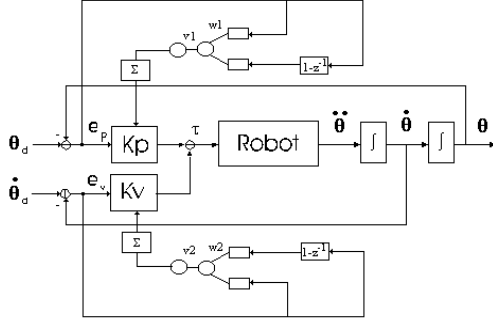 w1
v1
1-z⁻¹
Σ
-
θ̈
θ̇
θ
θd
ep
Kp
τ
Robot
∫
∫
θ̇d
ev
Kv
-
Σ
v2
w2
1-z⁻¹